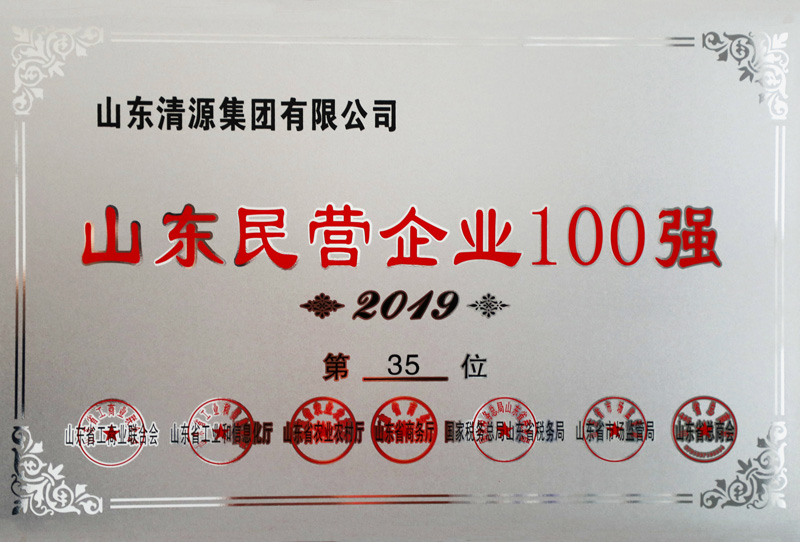 山东清源集团有限公司
山东民营企业100强
2019
第 35 位
山东省工商业联合会 山东省工业和信息化厅 山东省农业农村厅 山东省商务厅 国家税务总局山东省税务局 山东省市场监管局 山东省总商会